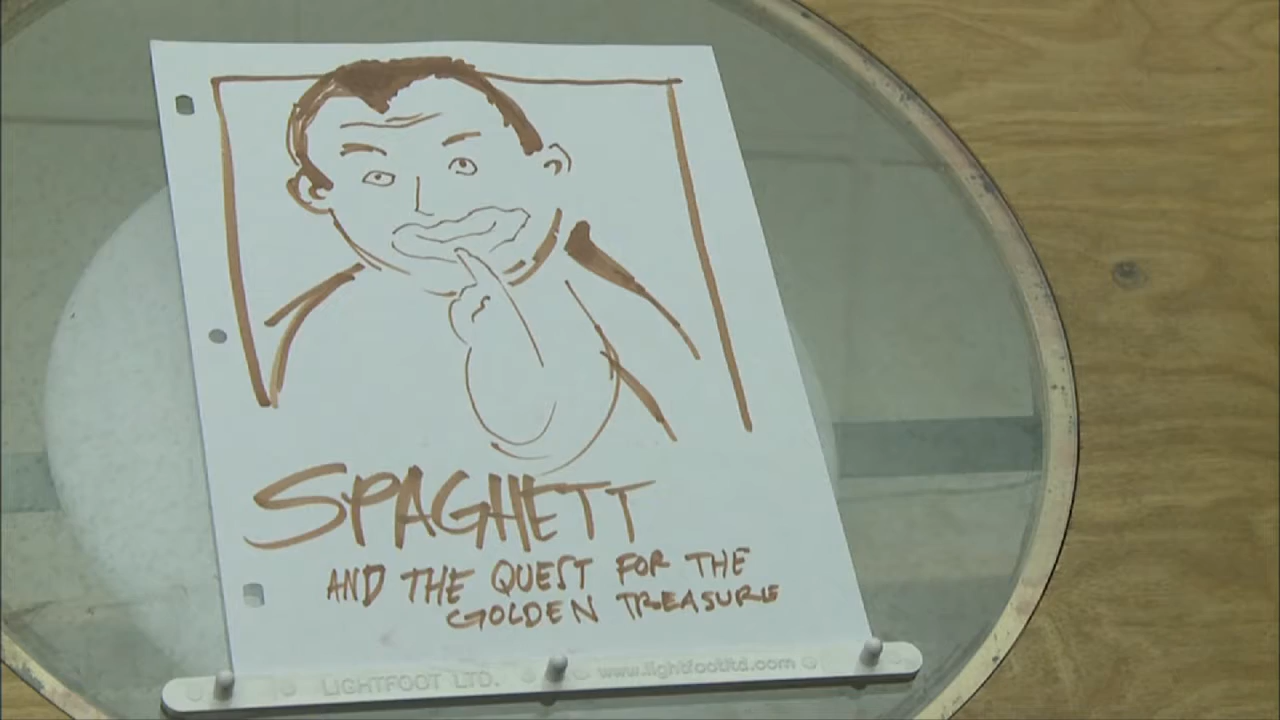 SPAGHETT
AND THE QUEST FOR THE
GOLDEN TREASURE
LIGHTFOOT LTD. www.lightfootltd.com